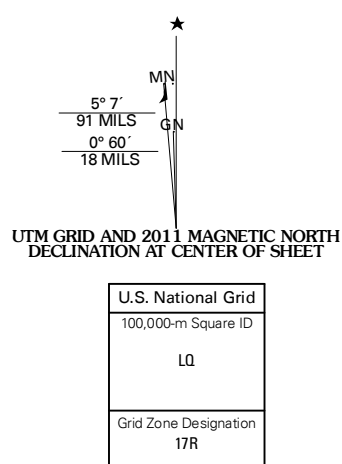 MN
5° 7´
91 MILS
GN
0° 60´
18 MILS
UTM GRID AND 2011 MAGNETIC NORTH
DECLINATION AT CENTER OF SHEET
U.S. National Grid
100,000-m Square ID
LQ
Grid Zone Designation
17R